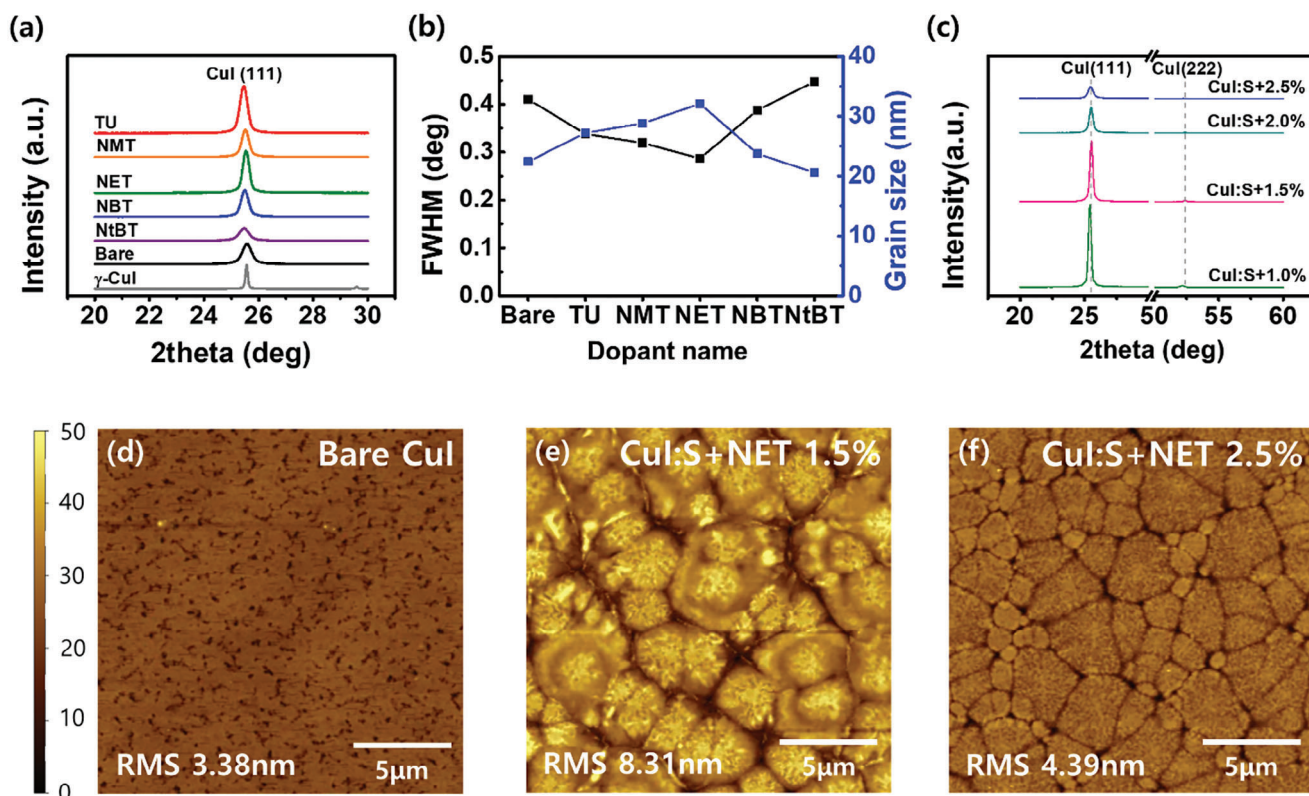 (a)
CuI (111)
TU
NMT
NET
NBT
NtBT
Bare
γ-CuI
Intensity (a.u.)
20 22 24 26 28 30
2theta (deg)
(b)
0.5
0.4
0.3
0.2
0.1
0.0
FWHM (deg)
40
30
20
10
0
Grain size (nm)
Bare TU NMT NET NBT NtBT
Dopant name
(c)
CuI(111) CuI(222)
CuI:S+2.5%
CuI:S+2.0%
CuI:S+1.5%
CuI:S+1.0%
Intensity(a.u.)
20 25 50 55 60
2theta (deg)
50
40
30
20
10
0
(d) Bare CuI
RMS 3.38nm
5μm
(e) CuI:S+NET 1.5%
RMS 8.31nm
5μm
(f) CuI:S+NET 2.5%
RMS 4.39nm
5μm